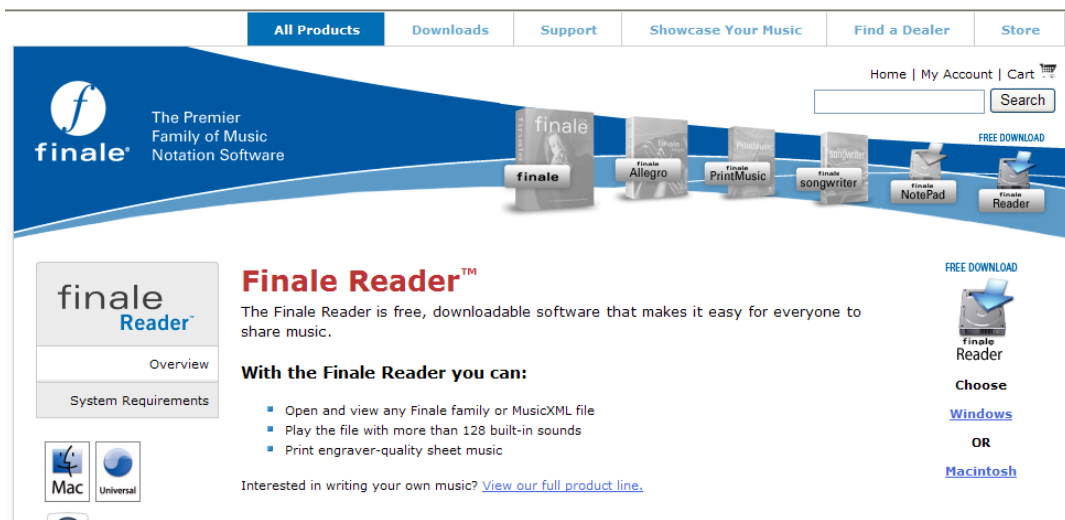 All Products
Downloads
Support
Showcase Your Music
Find a Dealer
Store
Home | My Account | Cart
Search
finale®
The Premier
Family of Music
Notation Software
finale
finale
finale
Allegro
PrintMusic
finale
PrintMusic
songwriter
finale
songwriter
finale
NotePad
FREE DOWNLOAD
finale
Reader
finale
Reader™
Overview
System Requirements
Mac
Universal
Finale Reader™
The Finale Reader is free, downloadable software that makes it easy for everyone to
share music.
With the Finale Reader you can:
Open and view any Finale family or MusicXML file
Play the file with more than 128 built-in sounds
Print engraver-quality sheet music
Interested in writing your own music? View our full product line.
FREE DOWNLOAD
finale
Reader
Choose
Windows
OR
Macintosh